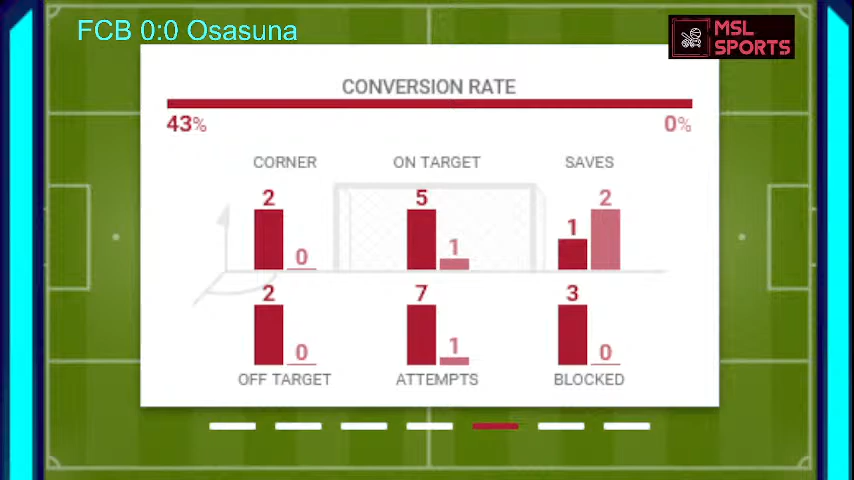 FCB 0:0 Osasuna
MSL
SPORTS
CONVERSION RATE
43%
0%
CORNER
ON TARGET
SAVES
2
0
5
1
1
2
2
0
7
1
3
0
OFF TARGET
ATTEMPTS
BLOCKED